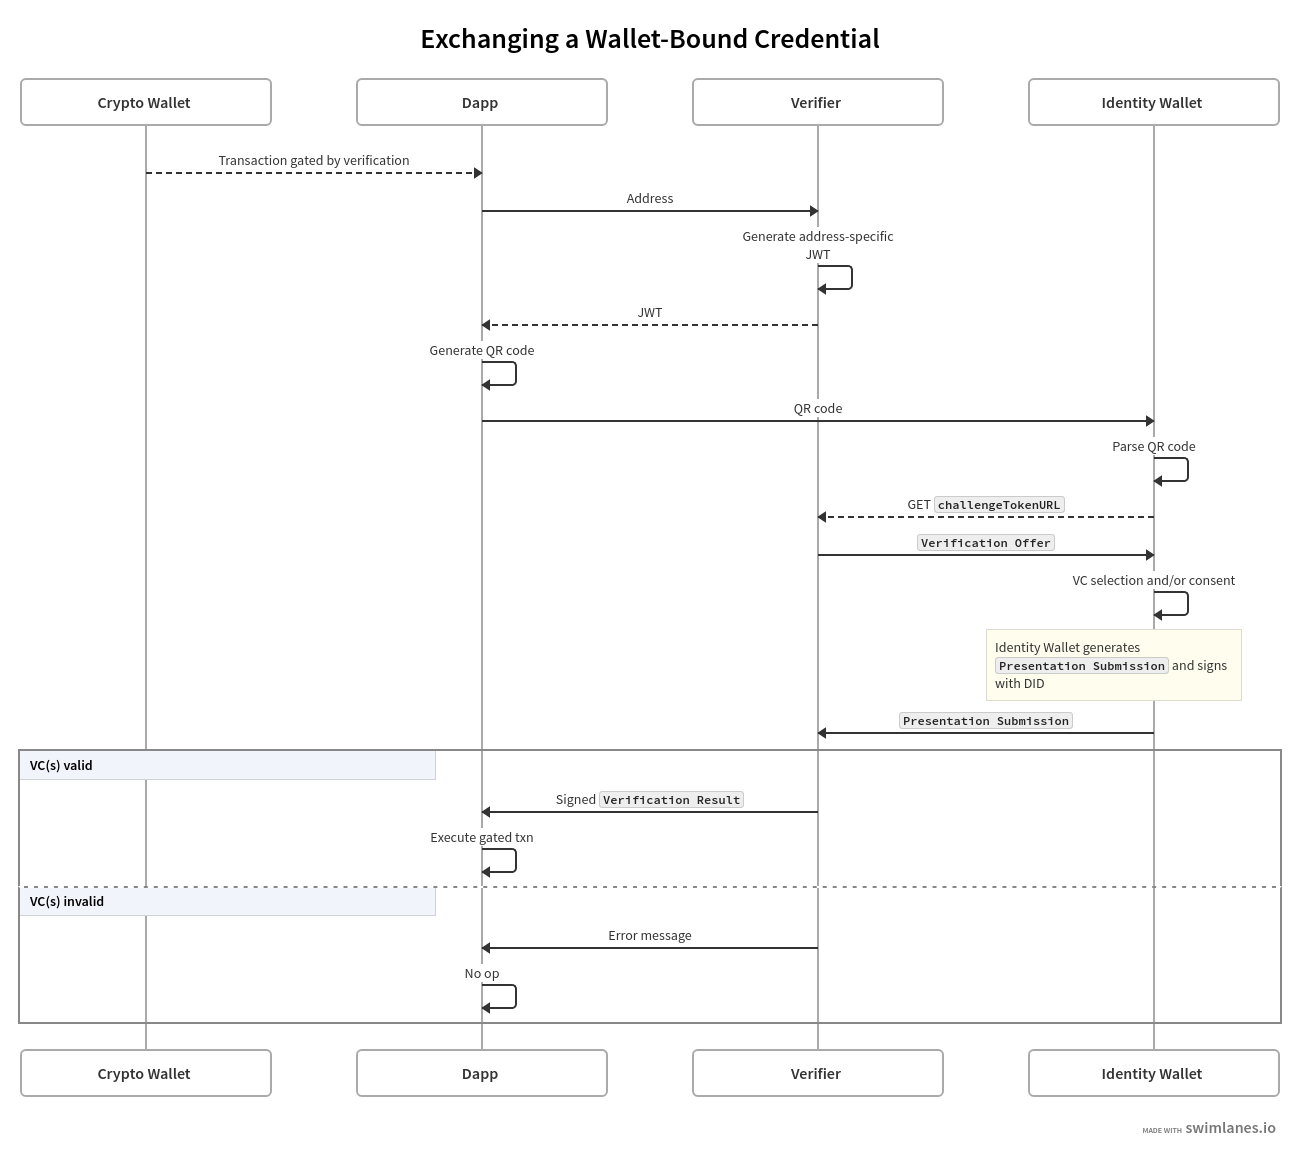 Exchanging a Wallet-Bound Credential
Crypto Wallet
Dapp
Verifier
Identity Wallet
Transaction gated by verification
Address
Generate address-specific
JWT
JWT
Generate QR code
QR code
Parse QR code
GET challengeTokenURL
Verification Offer
VC selection and/or consent
Identity Wallet generates
Presentation Submission and signs
with DID
Presentation Submission
VC(s) valid
Signed Verification Result
Execute gated txn
VC(s) invalid
Error message
No op
Crypto Wallet
Dapp
Verifier
Identity Wallet
MADE WITH swimlanes.io